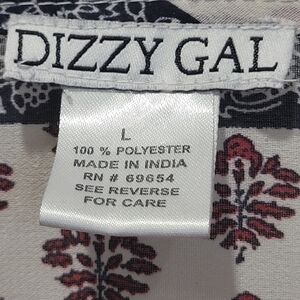 DIZZY GAL
L
100 % POLYESTER
MADE IN INDIA
RN # 69654
SEE REVERSE
FOR CARE